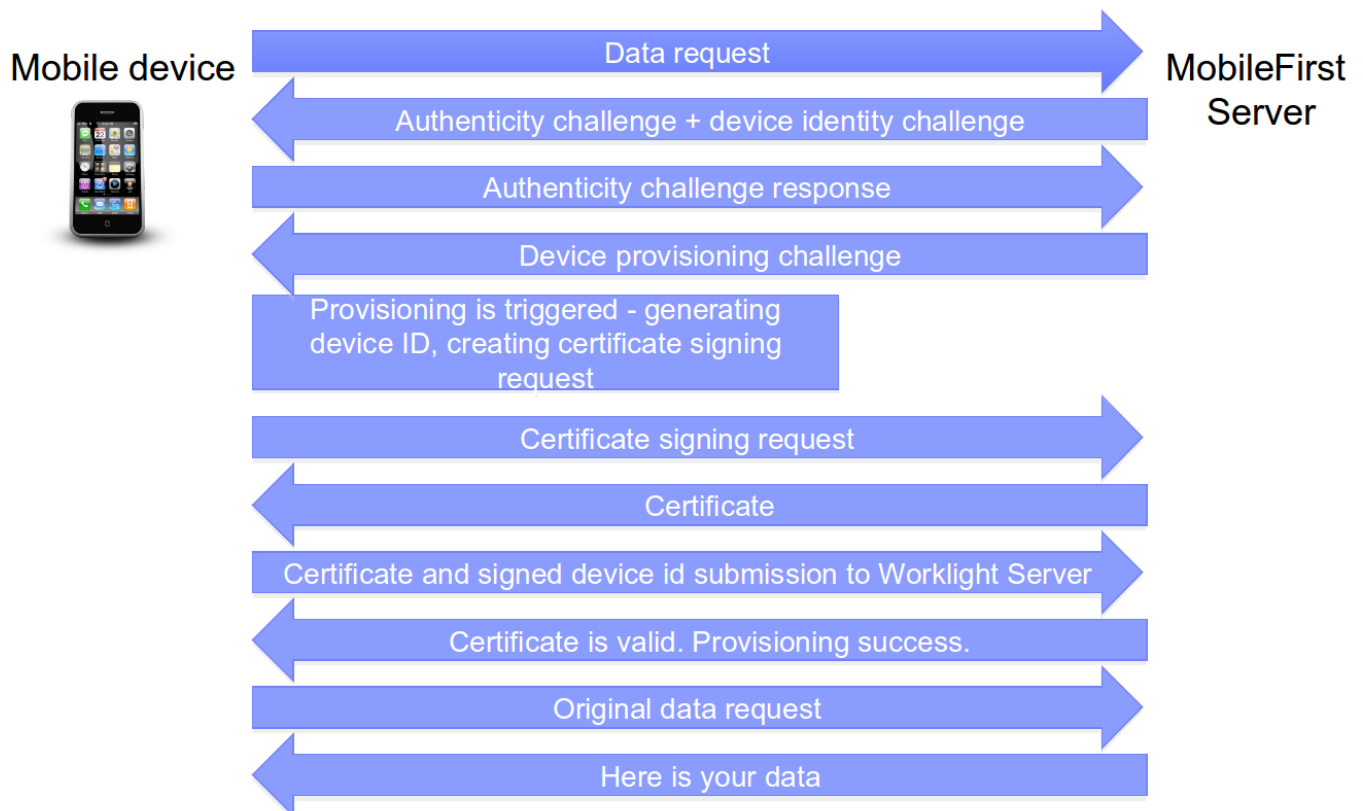 Data request
Mobile device
MobileFirst
Server
Authenticity challenge + device identity challenge
Authenticity challenge response
Device provisioning challenge
Provisioning is triggered - generating
device ID, creating certificate signing
request
Certificate signing request
Certificate
Certificate and signed device id submission to Worklight Server
Certificate is valid. Provisioning success.
Original data request
Here is your data